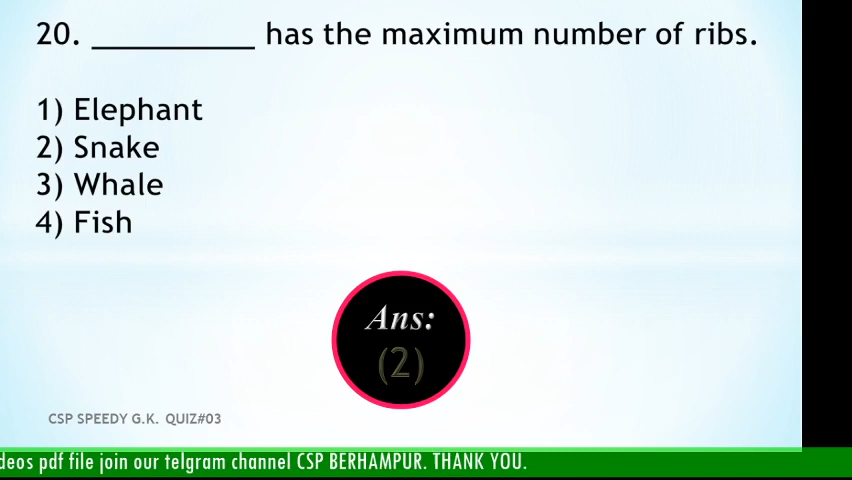 20. __________ has the maximum number of ribs.
1) Elephant
2) Snake
3) Whale
4) Fish
Ans:
(2)
CSP SPEEDY G.K. QUIZ#03
deos pdf file join our telgram channel CSP BERHAMPUR. THANK YOU.